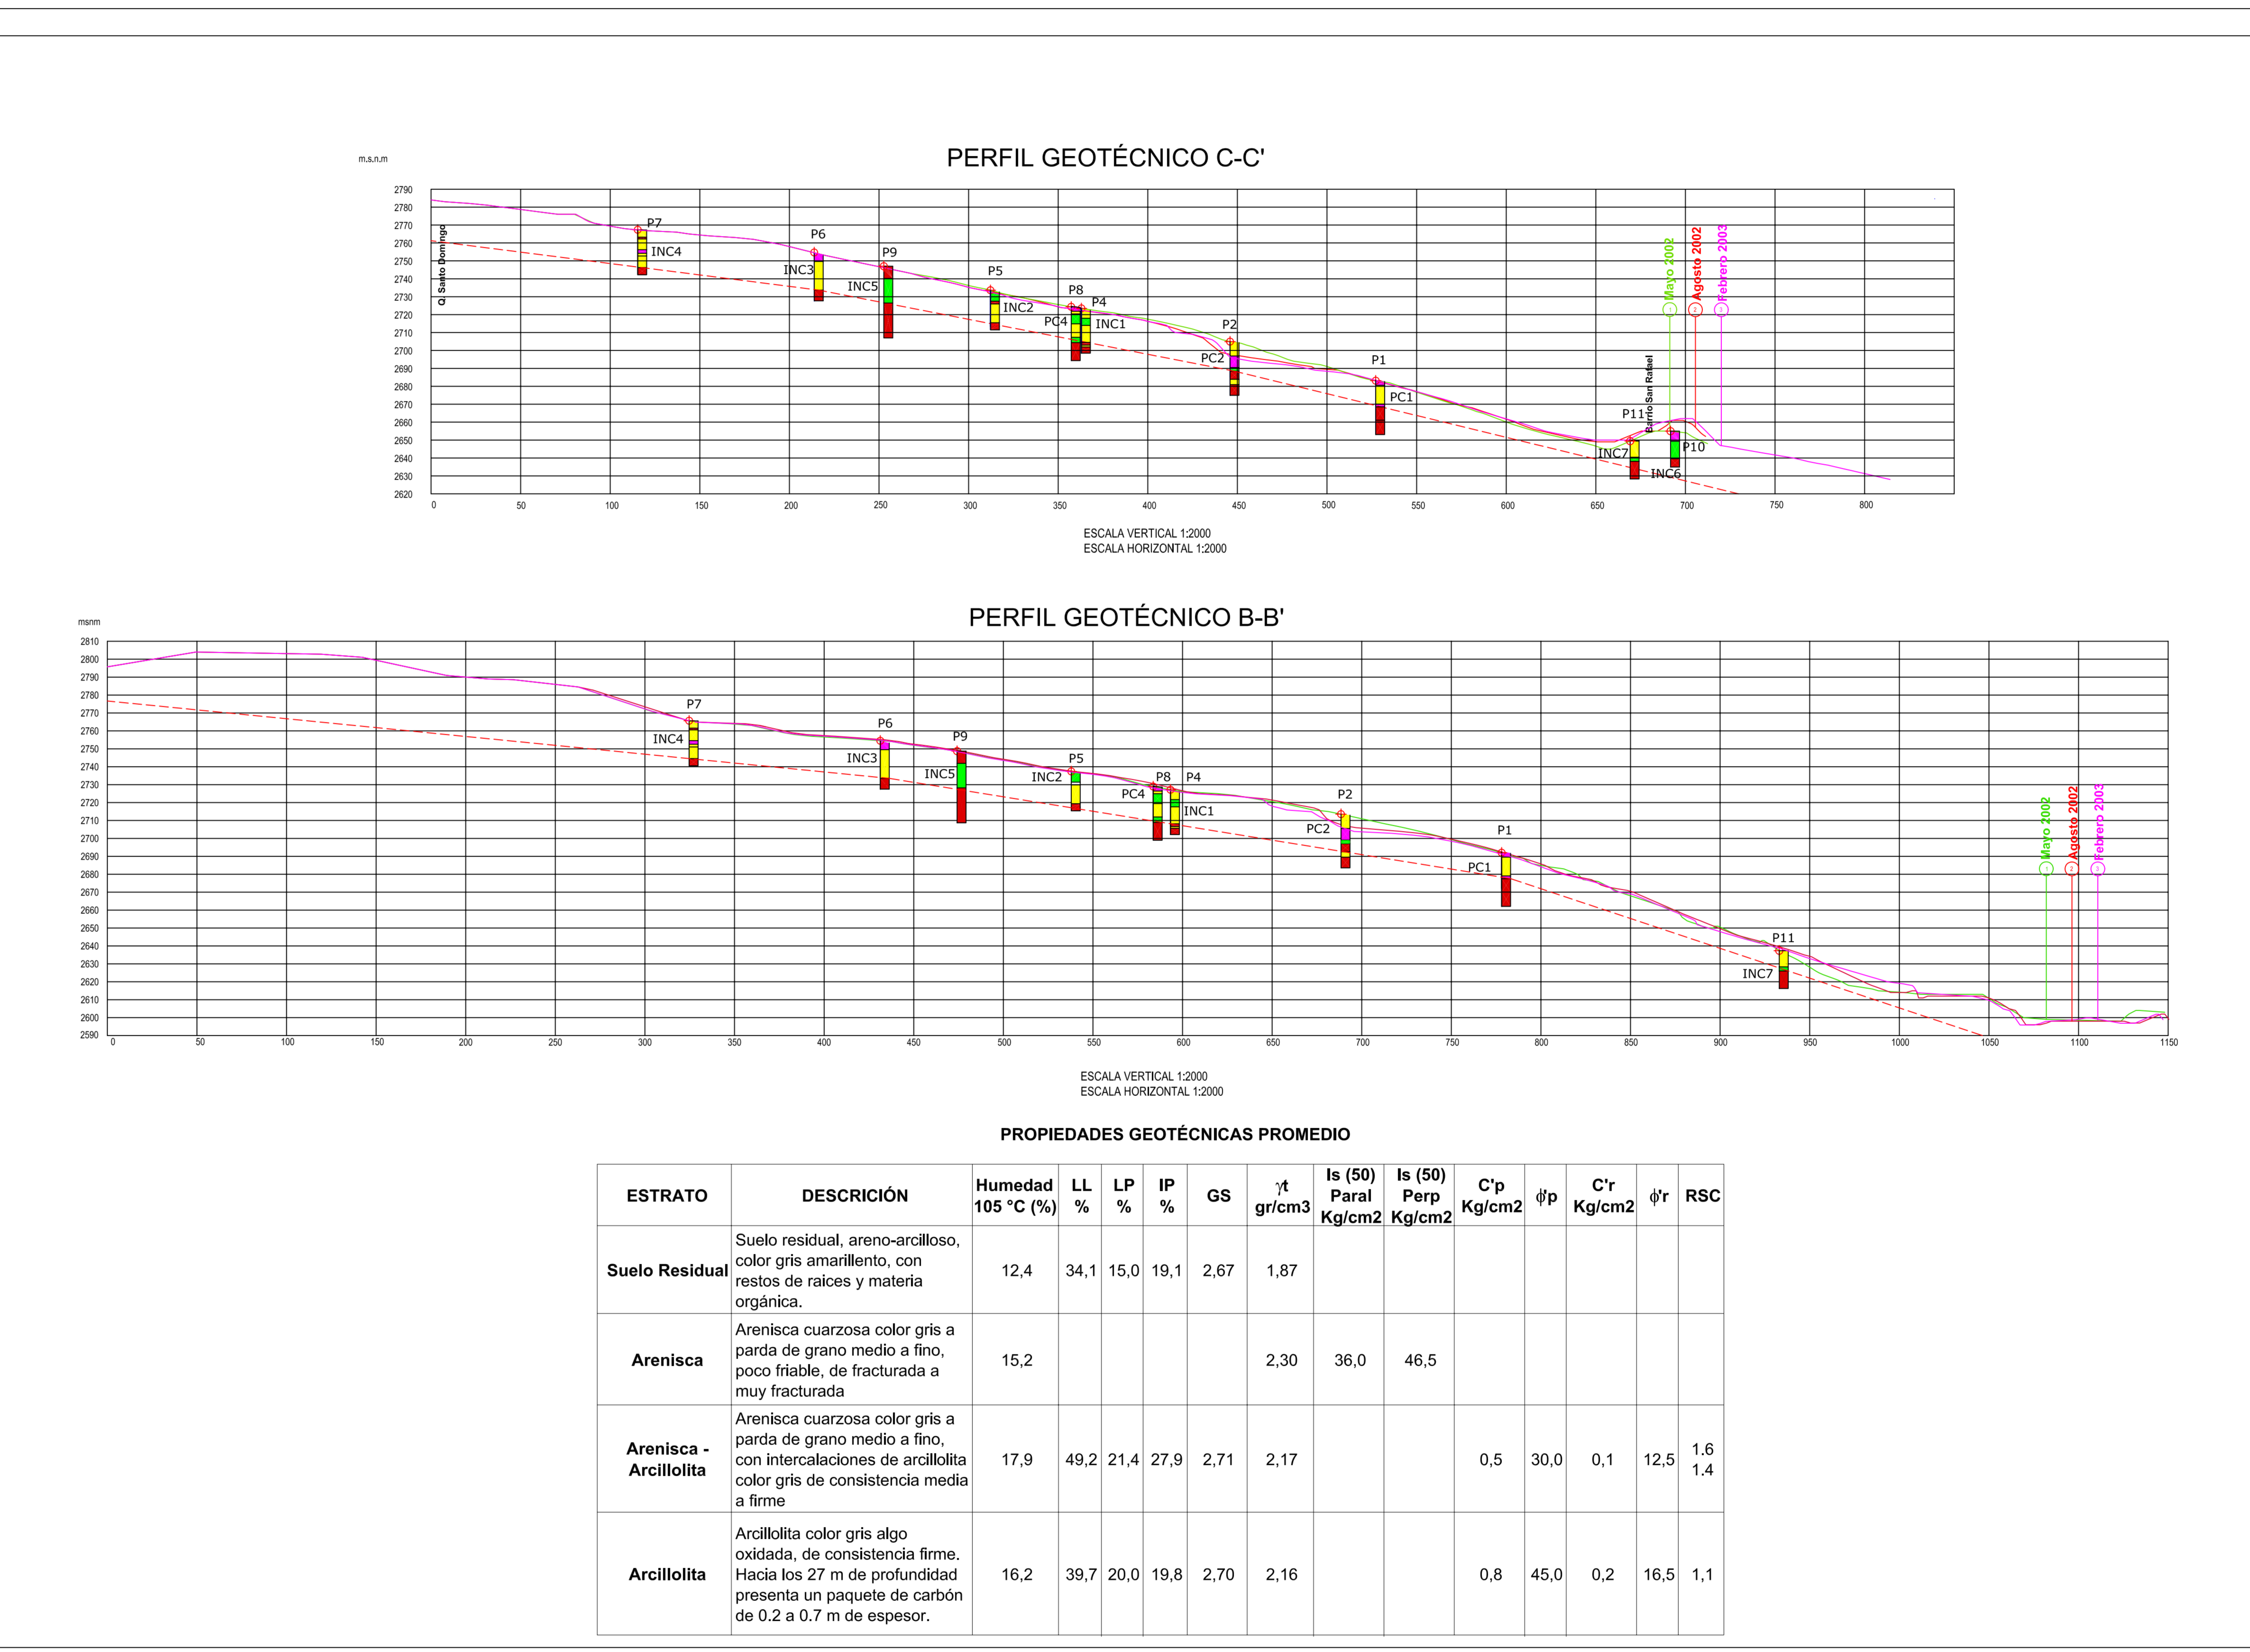 PERFIL GEOTÉCNICO C-C'
m.s.n.m
2790
2780
2770
2760
2750
2740
2730
2720
2710
2700
2690
2680
2670
2660
2650
2640
2630
2620
Q. Santo Domingo
P7
INC4
P6
INC3
P9
INC5
P5
INC2
P8
PC4
P4
INC1
P2
PC2
P1
PC1
P11
INC7
Barrio San Rafael
P10
INC6
Mayo 2002
Agosto 2002
Febrero 2003
1
2
3
0 50 100 150 200 250 300 350 400 450 500 550 600 650 700 750 800
ESCALA VERTICAL 1:2000
ESCALA HORIZONTAL 1:2000
PERFIL GEOTÉCNICO B-B'
msnm
2810
2800
2790
2780
2770
2760
2750
2740
2730
2720
2710
2700
2690
2680
2670
2660
2650
2640
2630
2620
2610
2600
2590
P7
INC4
P6
INC3
P9
INC5
P5
INC2
P8
PC4
P4
INC1
P2
PC2
P1
PC1
P11
INC7
Mayo 2002
Agosto 2002
Febrero 2003
1
2
3
0 50 100 150 200 250 300 350 400 450 500 550 600 650 700 750 800 850 900 950 1000 1050 1100 1150
ESCALA VERTICAL 1:2000
ESCALA HORIZONTAL 1:2000
PROPIEDADES GEOTÉCNICAS PROMEDIO
ESTRATO
DESCRICIÓN
Humedad
105 °C (%)
LL
%
LP
%
IP
%
GS
γt
gr/cm3
Is (50)
Paral
Kg/cm2
Is (50)
Perp
Kg/cm2
C'p
Kg/cm2
ϕ'p
C'r
Kg/cm2
ϕ'r
RSC
Suelo Residual
Suelo residual, areno-arcilloso,
color gris amarillento, con
restos de raices y materia
orgánica.
12,4 34,1 15,0 19,1 2,67 1,87
Arenisca
Arenisca cuarzosa color gris a
parda de grano medio a fino,
poco friable, de fracturada a
muy fracturada
15,2 2,30 36,0 46,5
Arenisca -
Arcillolita
Arenisca cuarzosa color gris a
parda de grano medio a fino,
con intercalaciones de arcillolita
color gris de consistencia media
a firme
17,9 49,2 21,4 27,9 2,71 2,17 0,5 30,0 0,1 12,5
1.6
1.4
Arcillolita
Arcillolita color gris algo
oxidada, de consistencia firme.
Hacia los 27 m de profundidad
presenta un paquete de carbón
de 0.2 a 0.7 m de espesor.
16,2 39,7 20,0 19,8 2,70 2,16 0,8 45,0 0,2 16,5 1,1